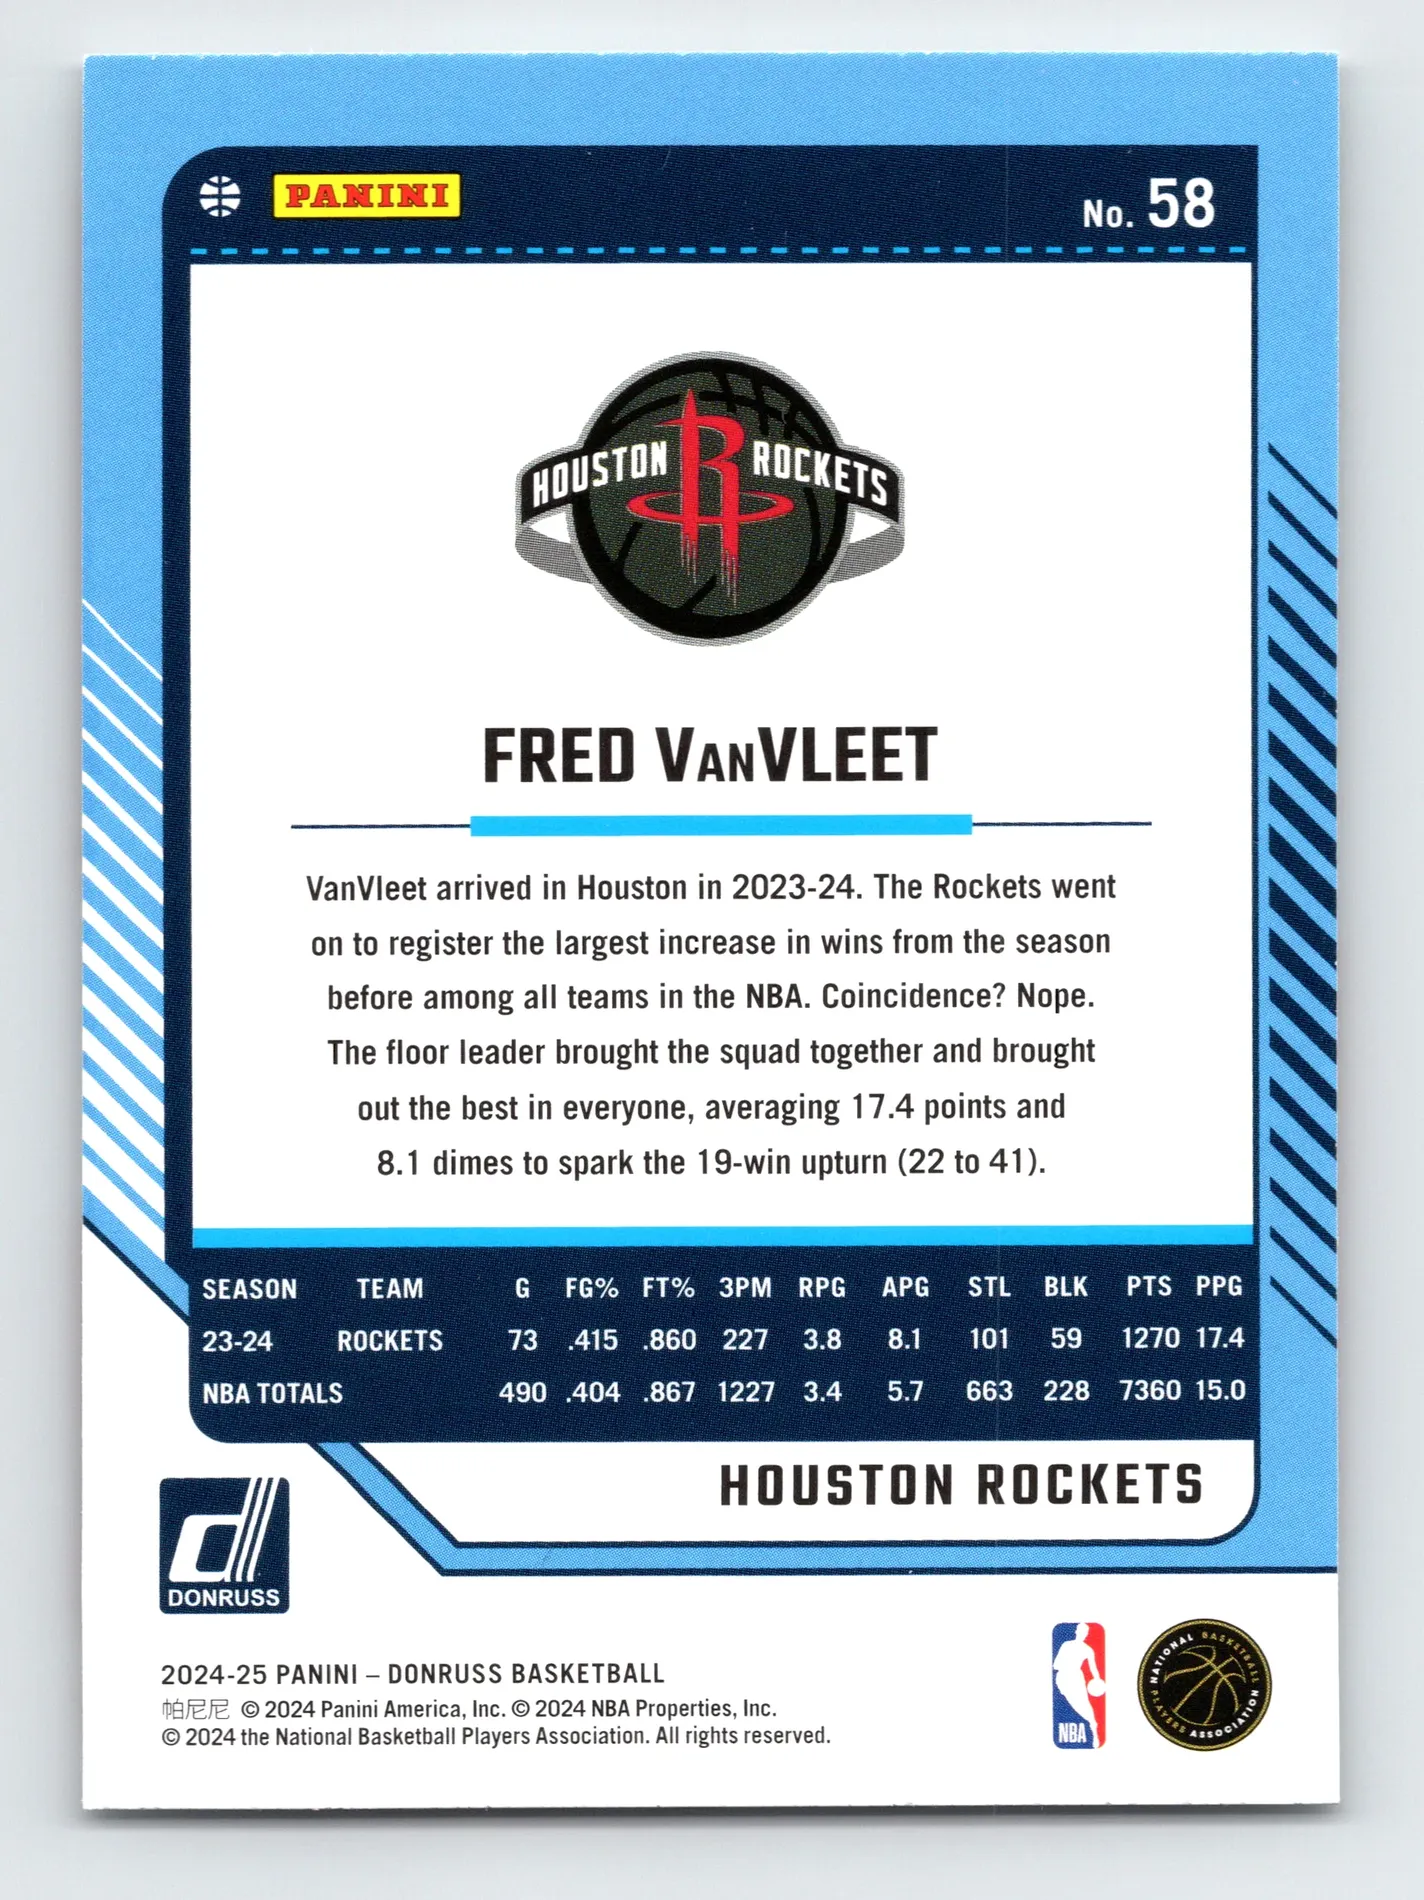 PANINI
No. 58
HOUSTON ROCKETS
FRED VANVLEET
VanVleet arrived in Houston in 2023-24. The Rockets went
on to register the largest increase in wins from the season
before among all teams in the NBA. Coincidence? Nope.
The floor leader brought the squad together and brought
out the best in everyone, averaging 17.4 points and
8.1 dimes to spark the 19-win upturn (22 to 41).
SEASON TEAM G FG% FT% 3PM RPG APG STL BLK PTS PPG
23-24 ROCKETS 73 .415 .860 227 3.8 8.1 101 59 1270 17.4
NBA TOTALS 490 .404 .867 1227 3.4 5.7 663 228 7360 15.0
HOUSTON ROCKETS
DONRUSS
2024-25 PANINI – DONRUSS BASKETBALL
帕尼尼 © 2024 Panini America, Inc. © 2024 NBA Properties, Inc.
© 2024 the National Basketball Players Association. All rights reserved.
NBA
NATIONAL BASKETBALL PLAYERS ASSOCIATION